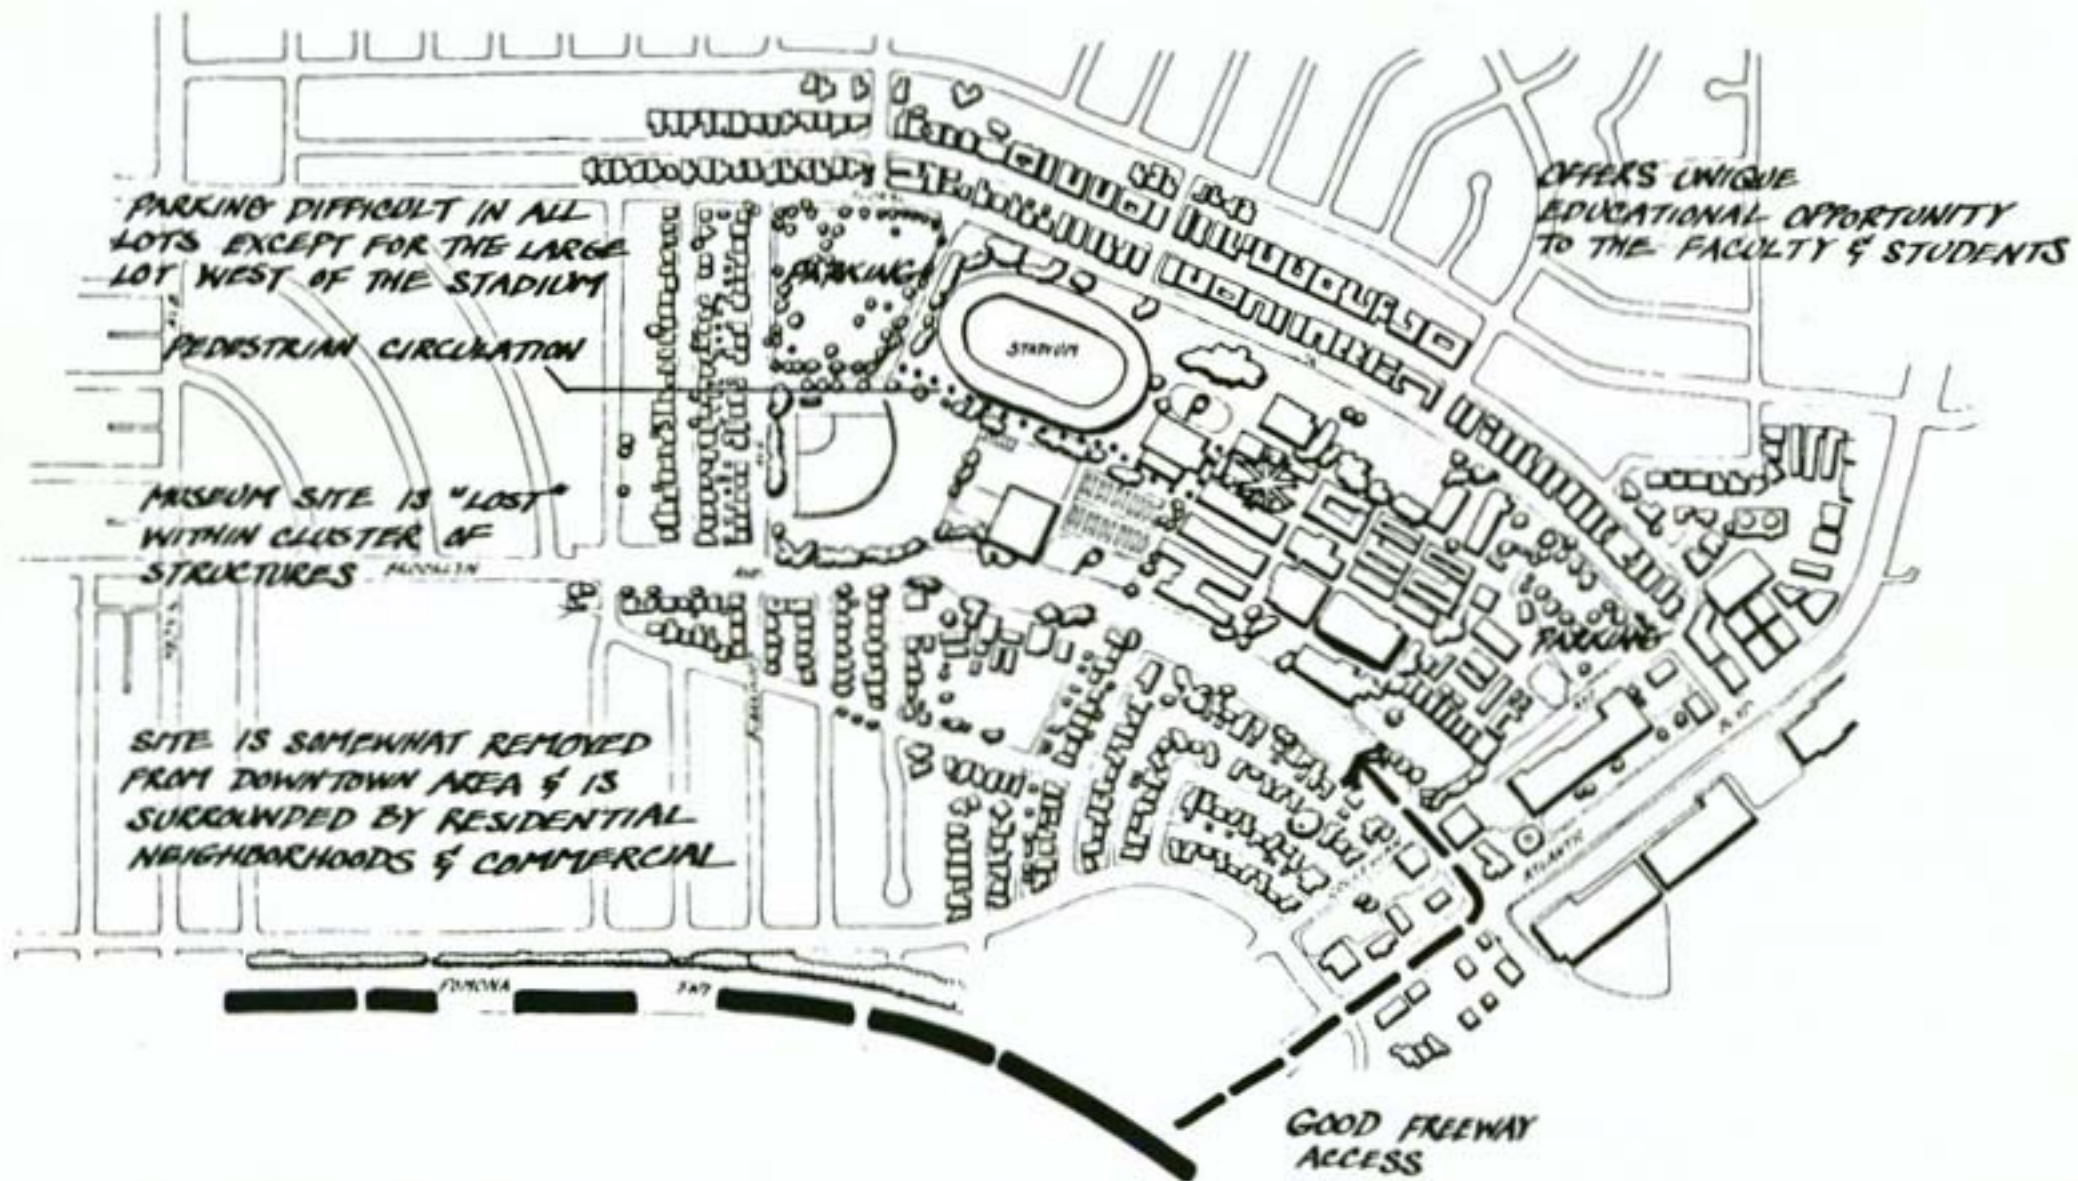 OFFERS UNIQUE
EDUCATIONAL OPPORTUNITY
TO THE FACULTY & STUDENTS
PARKING DIFFICULT IN ALL
LOTS EXCEPT FOR THE LARGE
LOT WEST OF THE STADIUM
PARKING
PEDESTRIAN CIRCULATION
STADIUM
P
MUSEUM SITE IS "LOST"
WITHIN CLUSTER OF
STRUCTURES
BROOKLYN
AVE.
P
PARKING
SITE IS SOMEWHAT REMOVED
FROM DOWNTOWN AREA & IS
SURROUNDED BY RESIDENTIAL
NEIGHBORHOODS & COMMERCIAL
ATLANTIC
POMONA
FWY
GOOD FREEWAY
ACCESS